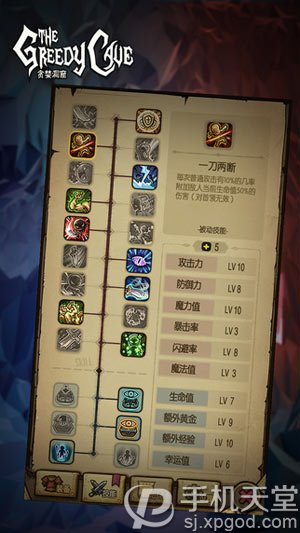 THE
GREEDY CAVE
贪婪洞窟
一刀两断
每次普通攻击有30%的几率
附加敌人当前生命值50%的
伤害（对首领无效）
-被动技能-
5
攻击力 LV 10
防御力 LV 8
魔力值 LV 10
暴击率 LV 3
闪避率 LV 8
魔法值 LV 3
生命值 LV 7
额外黄金 LV 9
额外经验 LV 10
幸运值 LV 6
SKILL
装备
技能
手机天堂
sj.xpgod.com